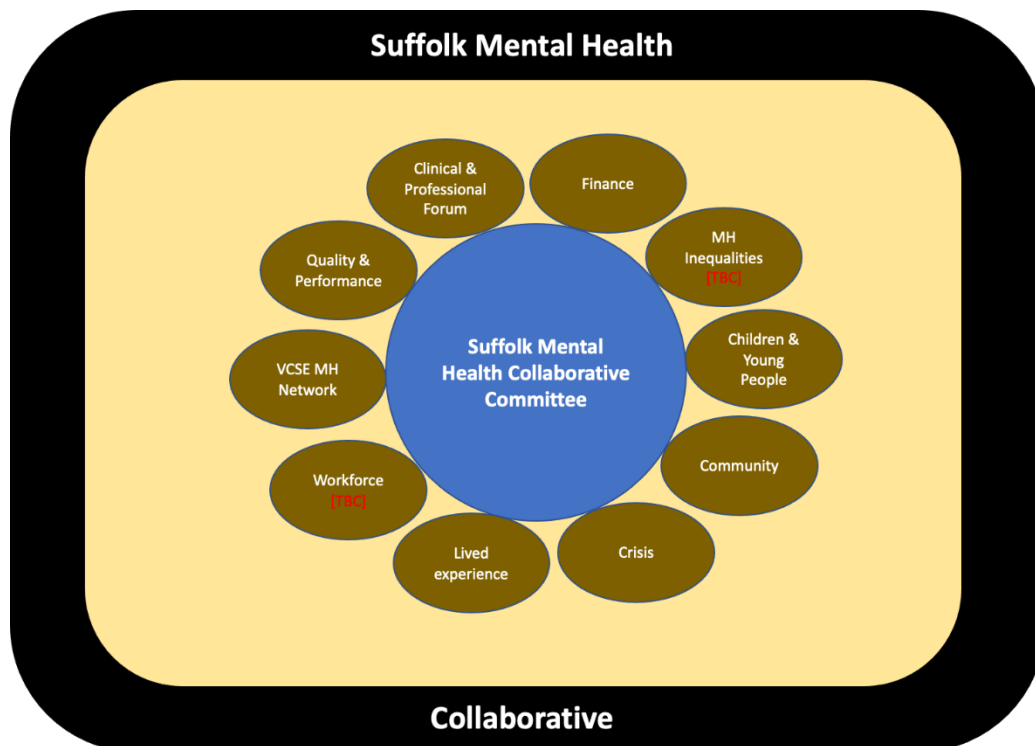 Suffolk Mental Health
Clinical &
Professional
Forum
Finance
MH
Inequalities
[TBC]
Children &
Young
People
Community
Crisis
Lived
experience
Workforce
[TBC]
VCSE MH
Network
Quality &
Performance
Suffolk Mental
Health Collaborative
Committee
Collaborative